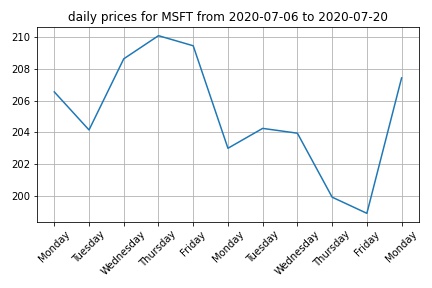 daily prices for MSFT from 2020-07-06 to 2020-07-20
210
208
206
204
202
200
Monday
Tuesday
Wednesday
Thursday
Friday
Monday
Tuesday
Wednesday
Thursday
Friday
Monday